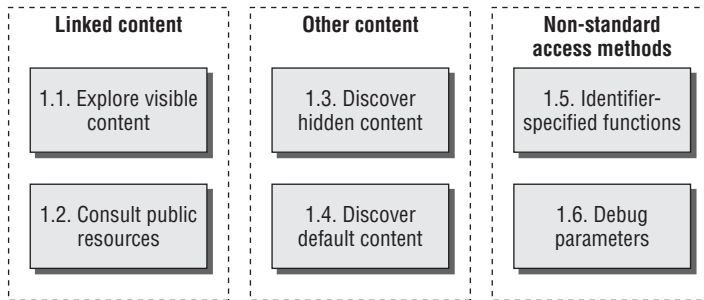 Linked content
1.1. Explore visible
content
1.2. Consult public
resources
Other content
1.3. Discover
hidden content
1.4. Discover
default content
Non-standard
access methods
1.5. Identifier-
specified functions
1.6. Debug
parameters